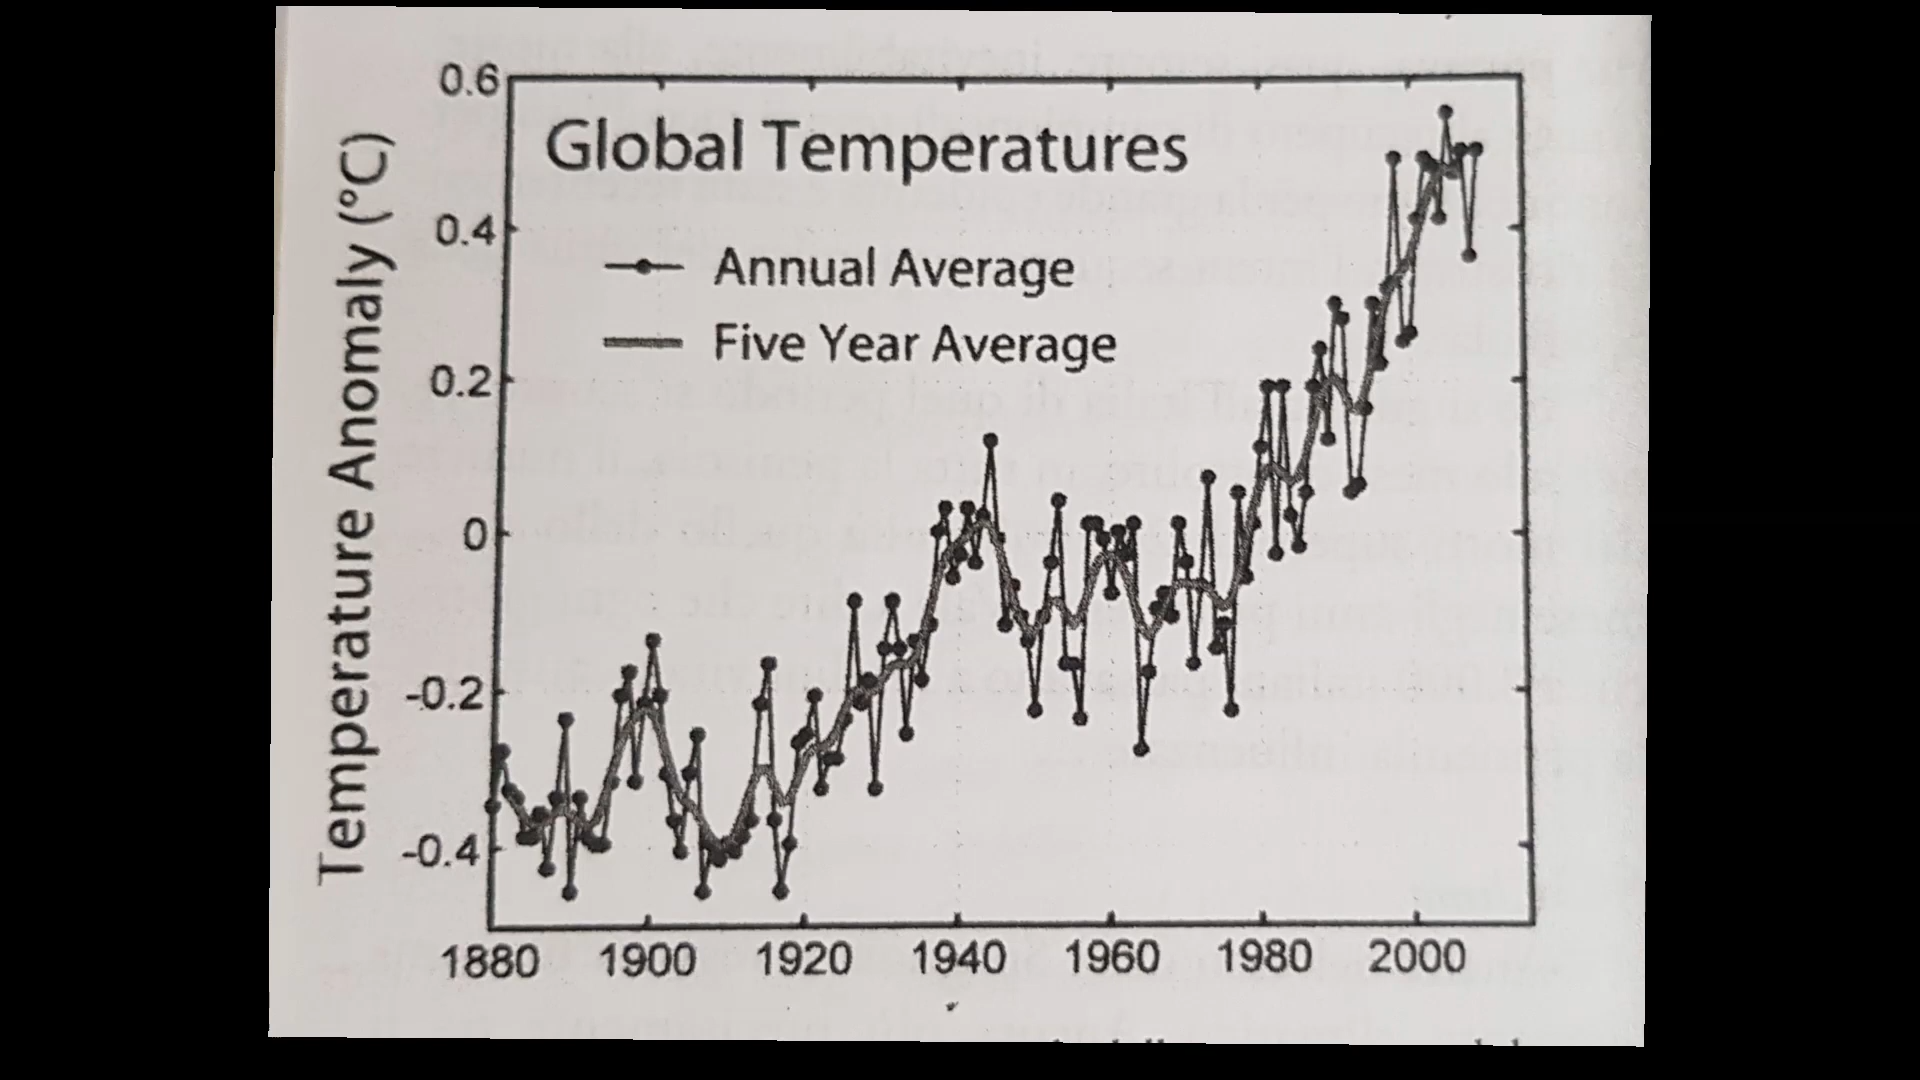 0.6
Global Temperatures
0.4
Annual Average
Five Year Average
0.2
0
-0.2
-0.4
Temperature Anomaly (°C)
1880 1900 1920 1940 1960 1980 2000